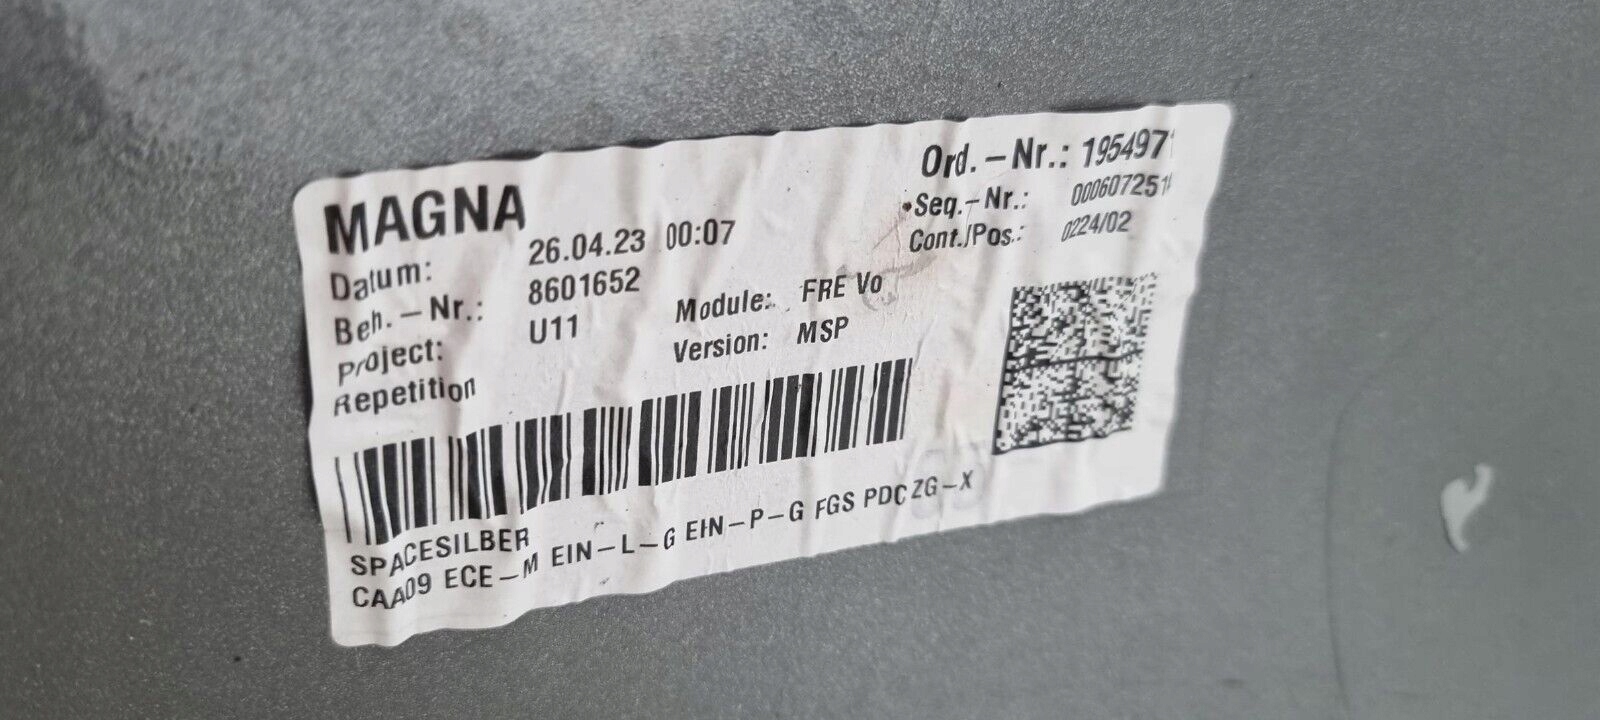 MAGNA
Ord.-Nr.: 195497
Seq.-Nr.: 000607251
Cont./Pos.: 0224/02
Datum: 26.04.23 00:07
Beh.-Nr.: 8601652
Project: U11
Module: FRE Vo
Version: MSP
Repetition
SPACESILBER
CAA09 ECE-M EIN-L-G EIN-P-G FGS PDC ZG-X